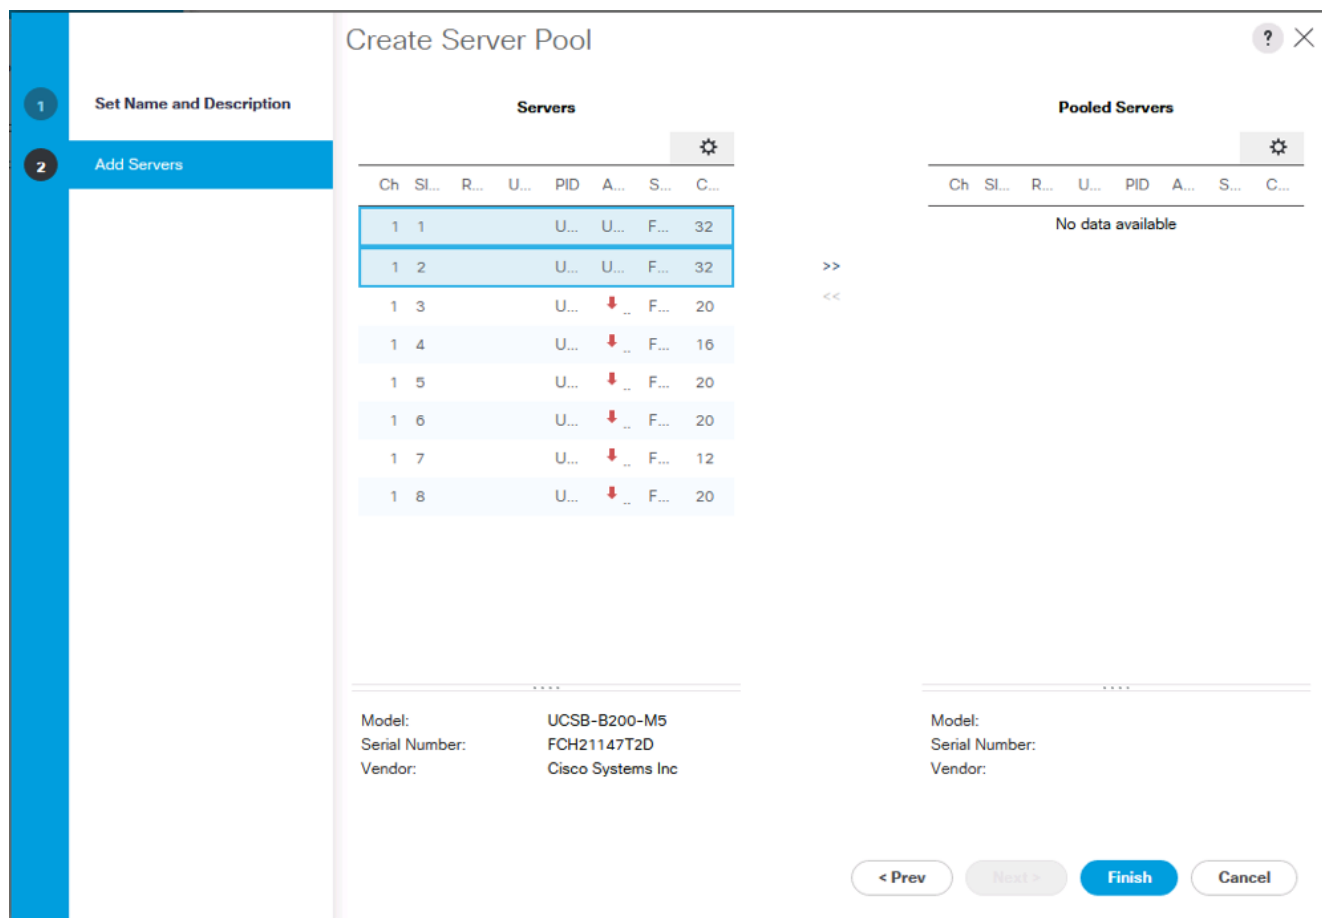 Create Server Pool ?
1 Set Name and Description
2 Add Servers
Servers
Ch Sl... R... U... PID A... S... C...
1 1 U... U... F... 32
1 2 U... U... F... 32
1 3 U... .. F... 20
1 4 U... .. F... 16
1 5 U... .. F... 20
1 6 U... .. F... 20
1 7 U... .. F... 12
1 8 U... .. F... 20
Model: UCSB-B200-M5
Serial Number: FCH21147T2D
Vendor: Cisco Systems Inc
>>
<<
Pooled Servers
Ch Sl... R... U... PID A... S... C...
No data available
Model:
Serial Number:
Vendor:
< Prev Next > Finish Cancel